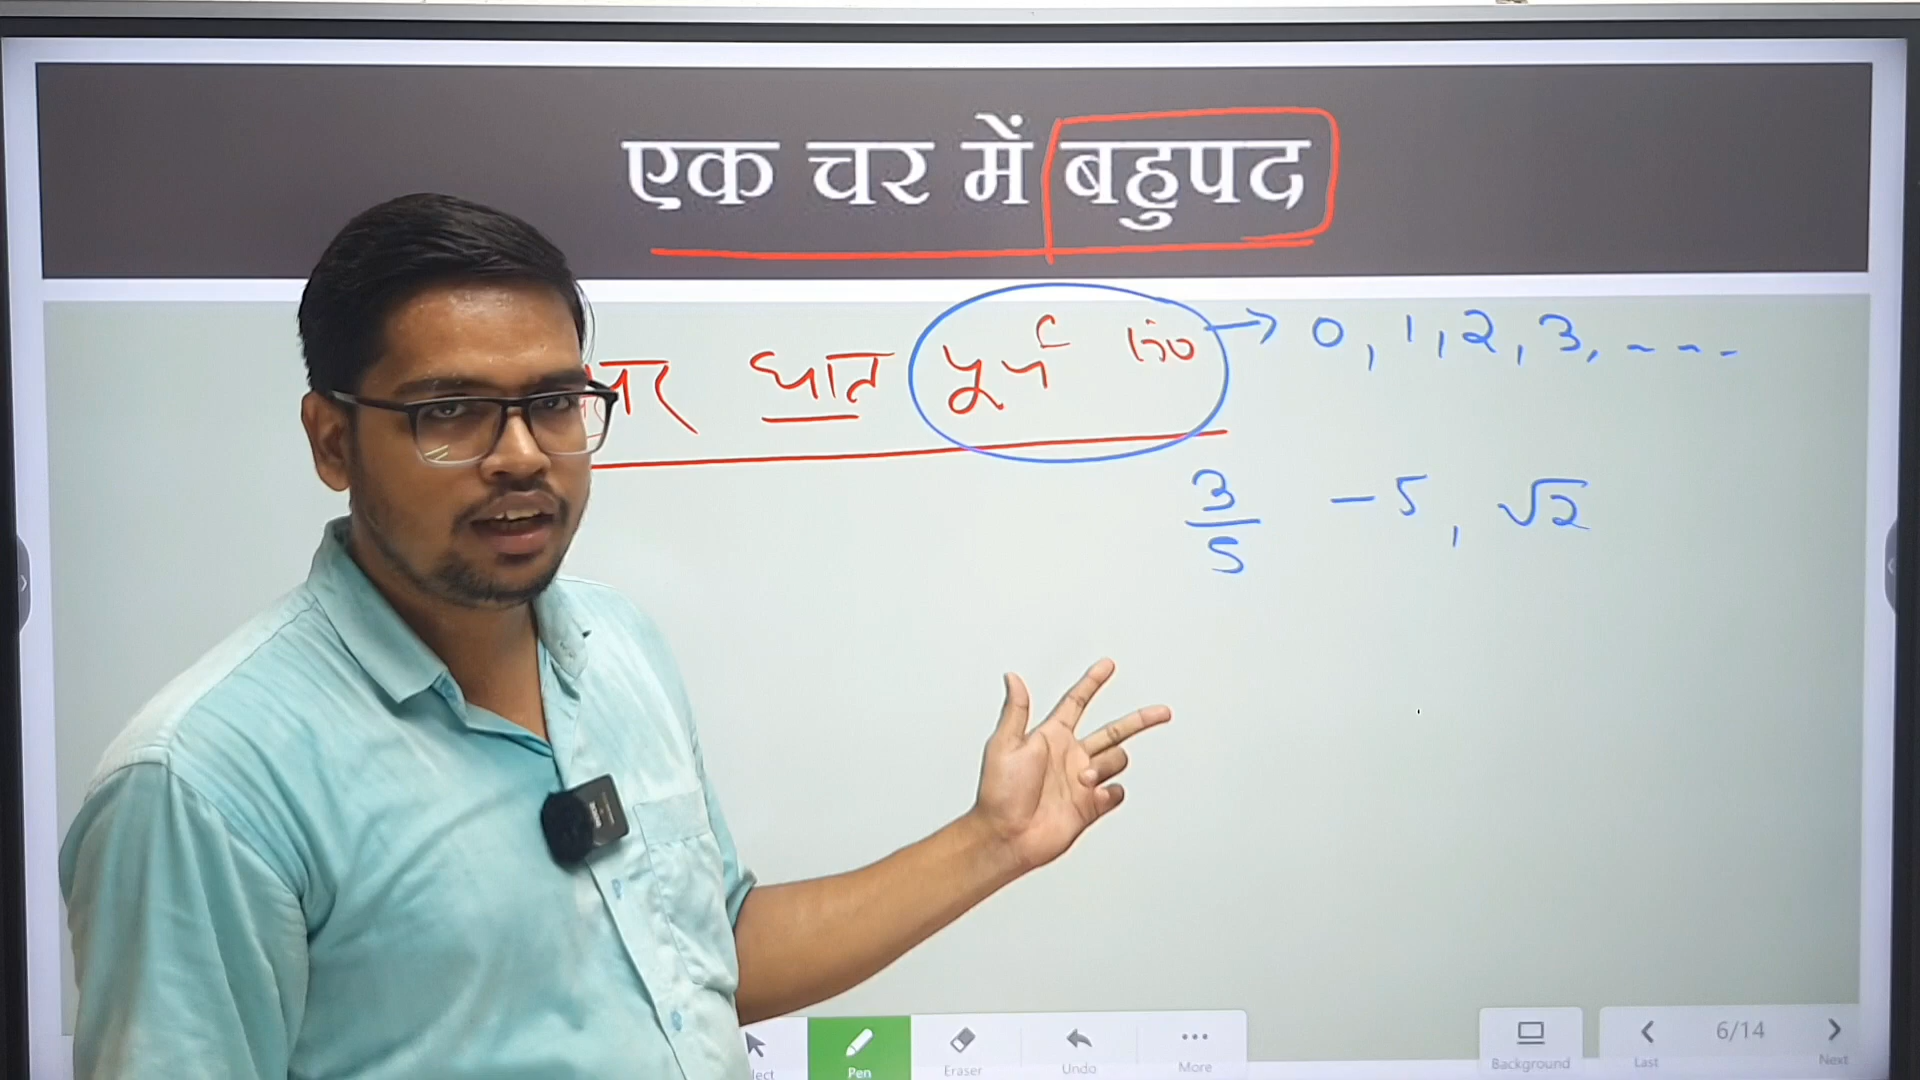 एक चर में बहुपद
घात पूर्ण सं० → 0, 1, 2, 3, - - -
3/5 -5, √2
Pen
Eraser
Undo
More
Background
Last
6/14
Next